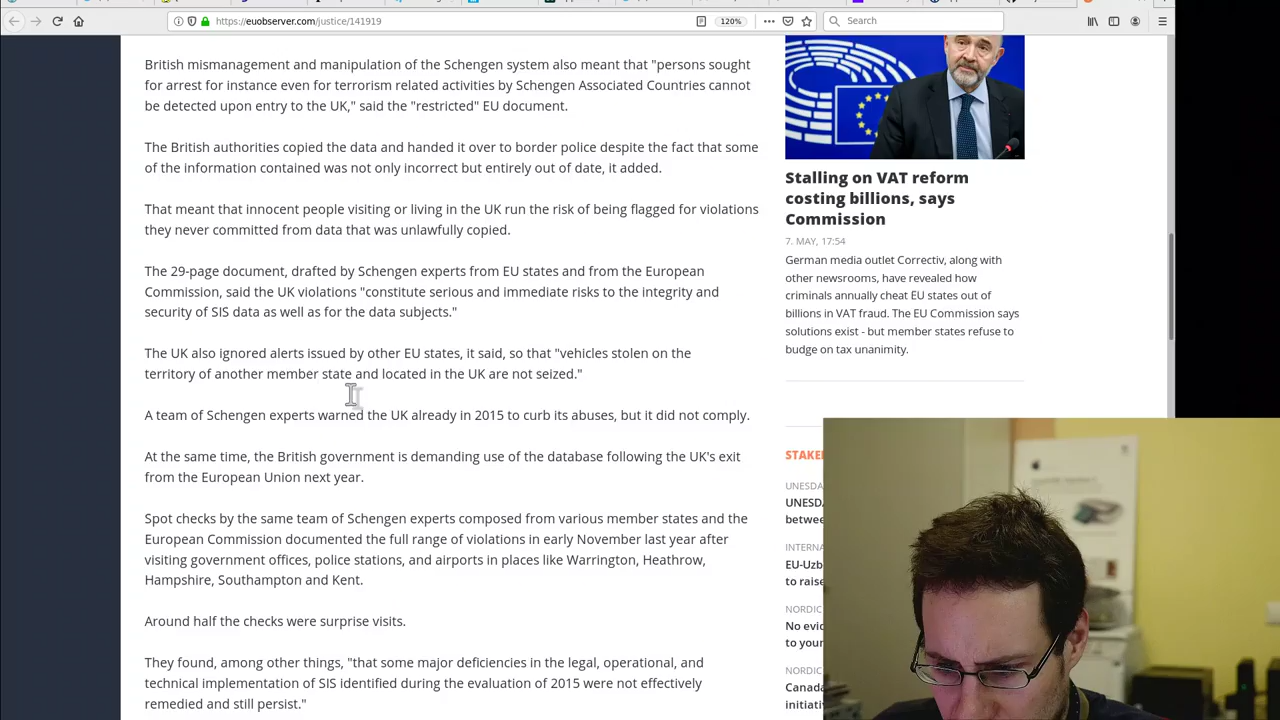 https://euobserver.com/justice/141919
120%
Search
British mismanagement and manipulation of the Schengen system also meant that "persons sought
for arrest for instance even for terrorism related activities by Schengen Associated Countries cannot
be detected upon entry to the UK," said the "restricted" EU document.
The British authorities copied the data and handed it over to border police despite the fact that some
of the information contained was not only incorrect but entirely out of date, it added.
That meant that innocent people visiting or living in the UK run the risk of being flagged for violations
they never committed from data that was unlawfully copied.
The 29-page document, drafted by Schengen experts from EU states and from the European
Commission, said the UK violations "constitute serious and immediate risks to the integrity and
security of SIS data as well as for the data subjects."
The UK also ignored alerts issued by other EU states, it said, so that "vehicles stolen on the
territory of another member state and located in the UK are not seized."
A team of Schengen experts warned the UK already in 2015 to curb its abuses, but it did not comply.
At the same time, the British government is demanding use of the database following the UK's exit
from the European Union next year.
Spot checks by the same team of Schengen experts composed from various member states and the
European Commission documented the full range of violations in early November last year after
visiting government offices, police stations, and airports in places like Warrington, Heathrow,
Hampshire, Southampton and Kent.
Around half the checks were surprise visits.
They found, among other things, "that some major deficiencies in the legal, operational, and
technical implementation of SIS identified during the evaluation of 2015 were not effectively
remedied and still persist."
Stalling on VAT reform
costing billions, says
Commission
7. MAY, 17:54
German media outlet Correctiv, along with
other newsrooms, have revealed how
criminals annually cheat EU states out of
billions in VAT fraud. The EU Commission says
solutions exist - but member states refuse to
budge on tax unanimity.
STAKE
UNESDA
UNESD
betwee
INTERNA
EU-Uzb
to raise
NORDIC
No evid
to your
NORDIC
Canada
initiativ